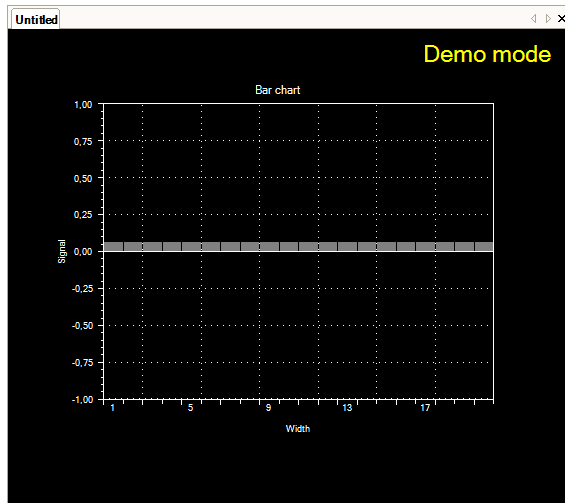 Untitled
Demo mode
Bar chart
1,00
0,75
0,50
0,25
0,00
-0,25
-0,50
-0,75
-1,00
Signal
1 5 9 13 17
Width